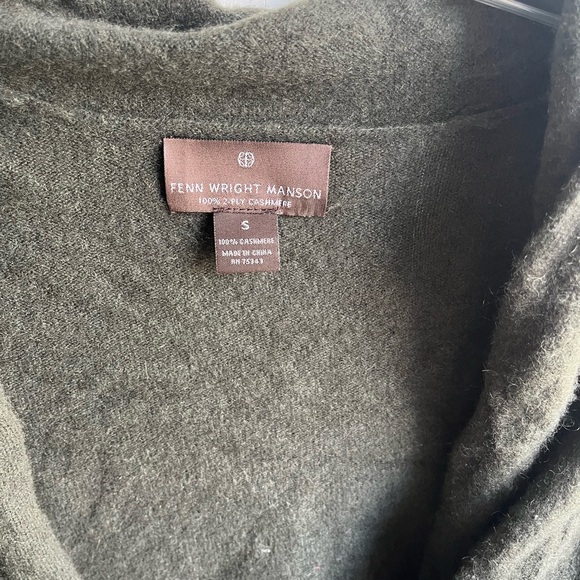 FENN WRIGHT MANSON
100% 2-PLY CASHMERE
S
100% CASHMERE
MADE IN CHINA
RN 75343